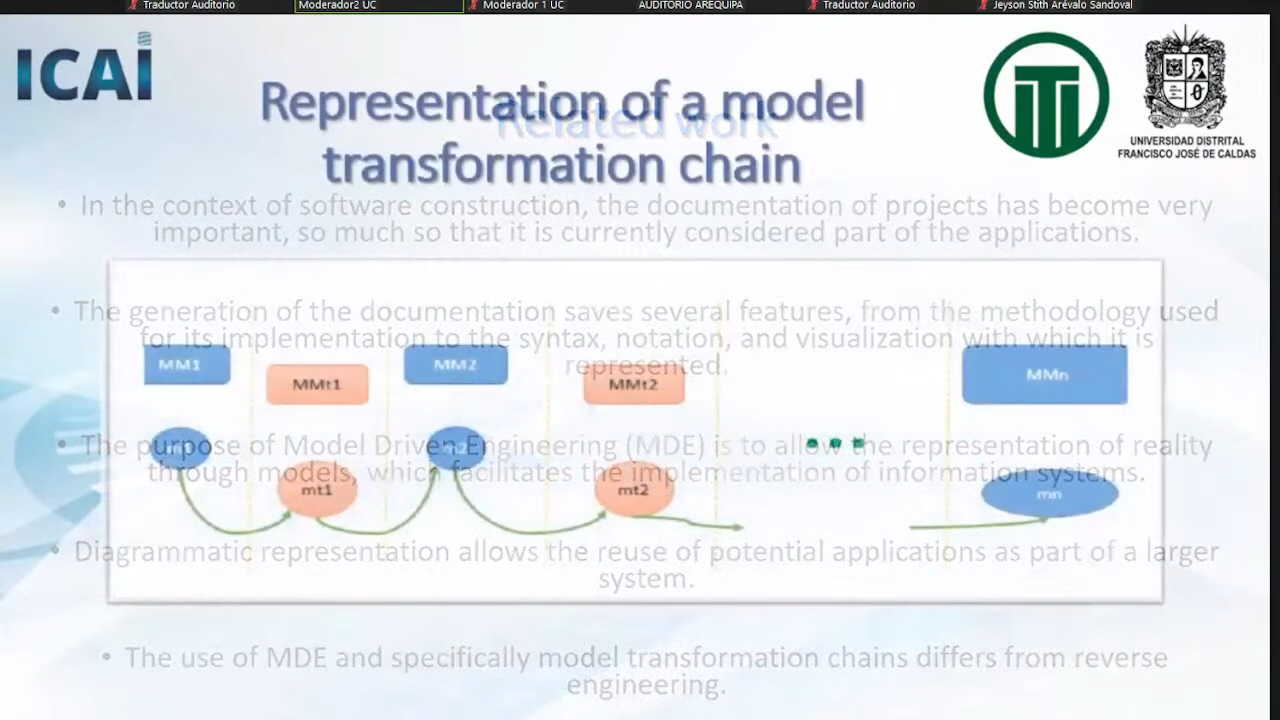 Traductor Auditorio
Moderador2 UC
Moderador 1 UC
AUDITORIO AREQUIPA
Traductor Auditorio
Jeyson Stith Arévalo Sandoval
ICAI
Representation of a model
transformation chain
Related work
UNIVERSIDAD DISTRITAL
FRANCISCO JOSÉ DE CALDAS
• In the context of software construction, the documentation of projects has become very
important, so much so that it is currently considered part of the applications.
• The generation of the documentation saves several features, from the methodology used
for its implementation to the syntax, notation, and visualization with which it is
represented.
MM1
MMt1
MM2
MMt2
MMn
• The purpose of Model Driven Engineering (MDE) is to allow the representation of reality
through models, which facilitates the implementation of information systems.
mt1
mt2
mn
• Diagrammatic representation allows the reuse of potential applications as part of a larger
system.
• The use of MDE and specifically model transformation chains differs from reverse
engineering.